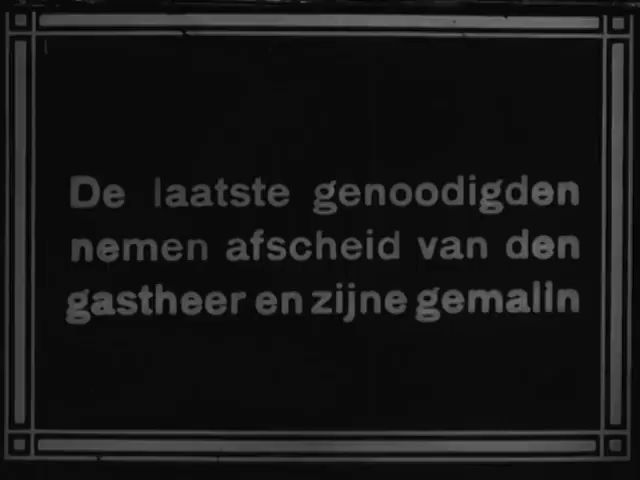 De laatste genoodigden
nemen afscheid van den
gastheer en zijne gemalin